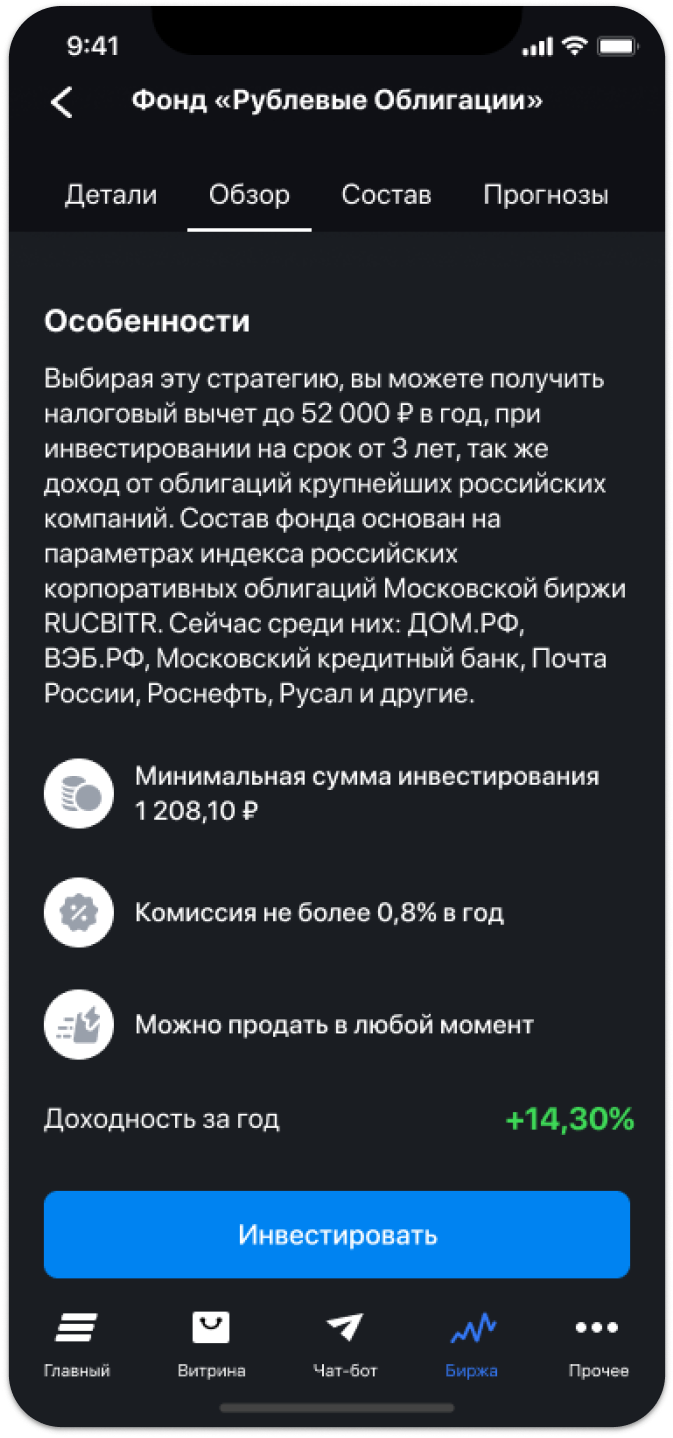 9:41
Фонд «Рублевые Облигации»
Детали Обзор Состав Прогнозы
Особенности
Выбирая эту стратегию, вы можете получить
налоговый вычет до 52 000 ₽ в год, при
инвестировании на срок от 3 лет, так же
доход от облигаций крупнейших российских
компаний. Состав фонда основан на
параметрах индекса российских
корпоративных облигаций Московской биржи
RUCBITR. Сейчас среди них: ДОМ.РФ,
ВЭБ.РФ, Московский кредитный банк, Почта
России, Роснефть, Русал и другие.
Минимальная сумма инвестирования
1 208,10 ₽
Комиссия не более 0,8% в год
Можно продать в любой момент
Доходность за год +14,30%
Инвестировать
Главный Витрина Чат-бот Биржа Прочее